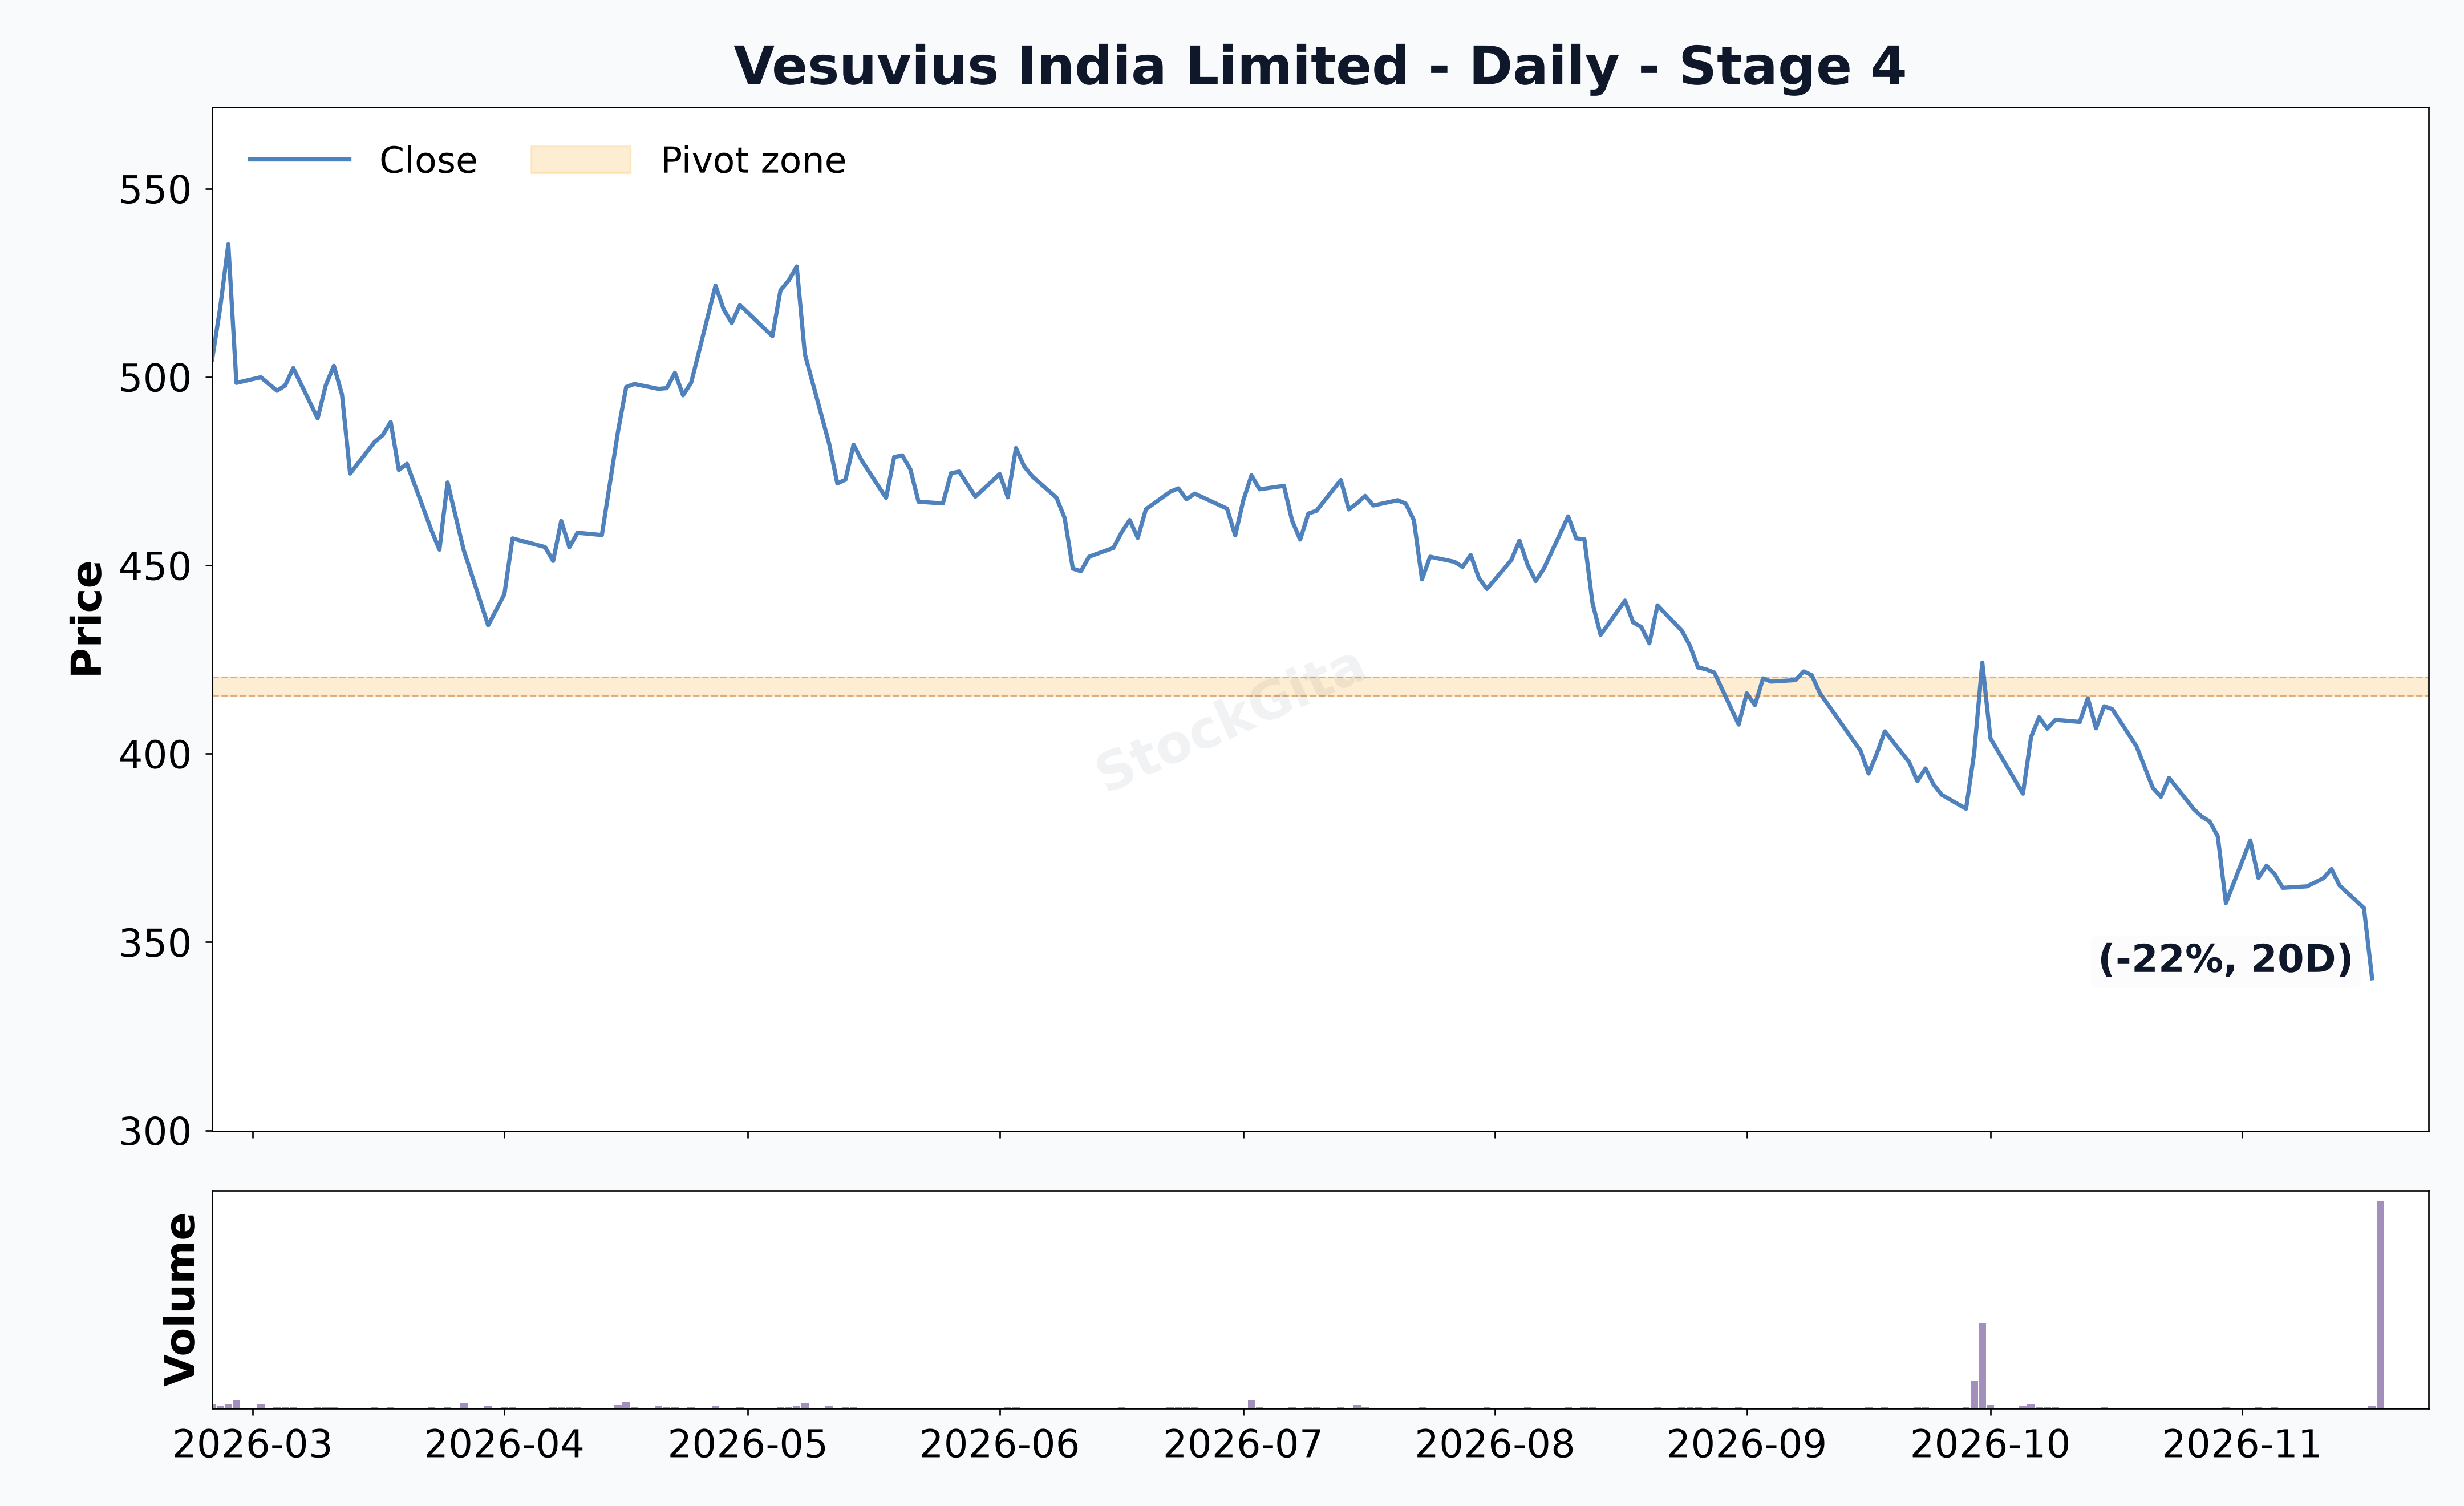 Vesuvius India Limited - Daily - Stage 4
Close
Pivot zone
550
500
450
400
350
300
Price
StockGita
(-22%, 20D)
Volume
2026-03
2026-04
2026-05
2026-06
2026-07
2026-08
2026-09
2026-10
2026-11